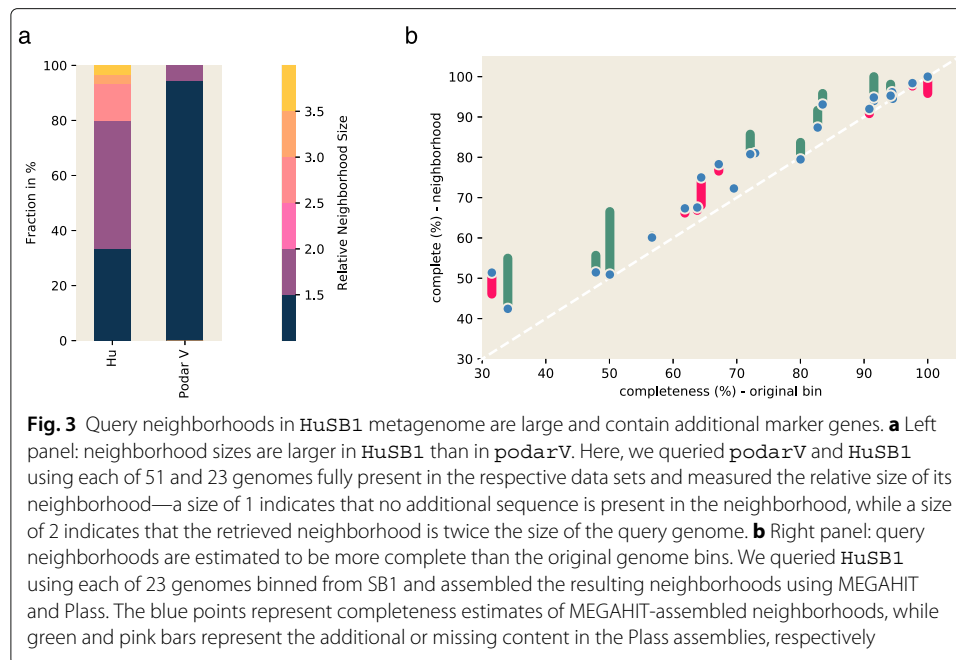 a
b
100
80
60
40
20
0
Fraction in %
Hu
Podar V
3.5
3.0
2.5
2.0
1.5
Relative Neighborhood Size
100
90
80
70
60
50
40
30
complete (%) - neighborhood
30 40 50 60 70 80 90 100
completeness (%) - original bin
Fig. 3 Query neighborhoods in HuSB1 metagenome are large and contain additional marker genes. a Left
panel: neighborhood sizes are larger in HuSB1 than in podarV. Here, we queried podarV and HuSB1
using each of 51 and 23 genomes fully present in the respective data sets and measured the relative size of its
neighborhood—a size of 1 indicates that no additional sequence is present in the neighborhood, while a size
of 2 indicates that the retrieved neighborhood is twice the size of the query genome. b Right panel: query
neighborhoods are estimated to be more complete than the original genome bins. We queried HuSB1
using each of 23 genomes binned from SB1 and assembled the resulting neighborhoods using MEGAHIT
and Plass. The blue points represent completeness estimates of MEGAHIT-assembled neighborhoods, while
green and pink bars represent the additional or missing content in the Plass assemblies, respectively